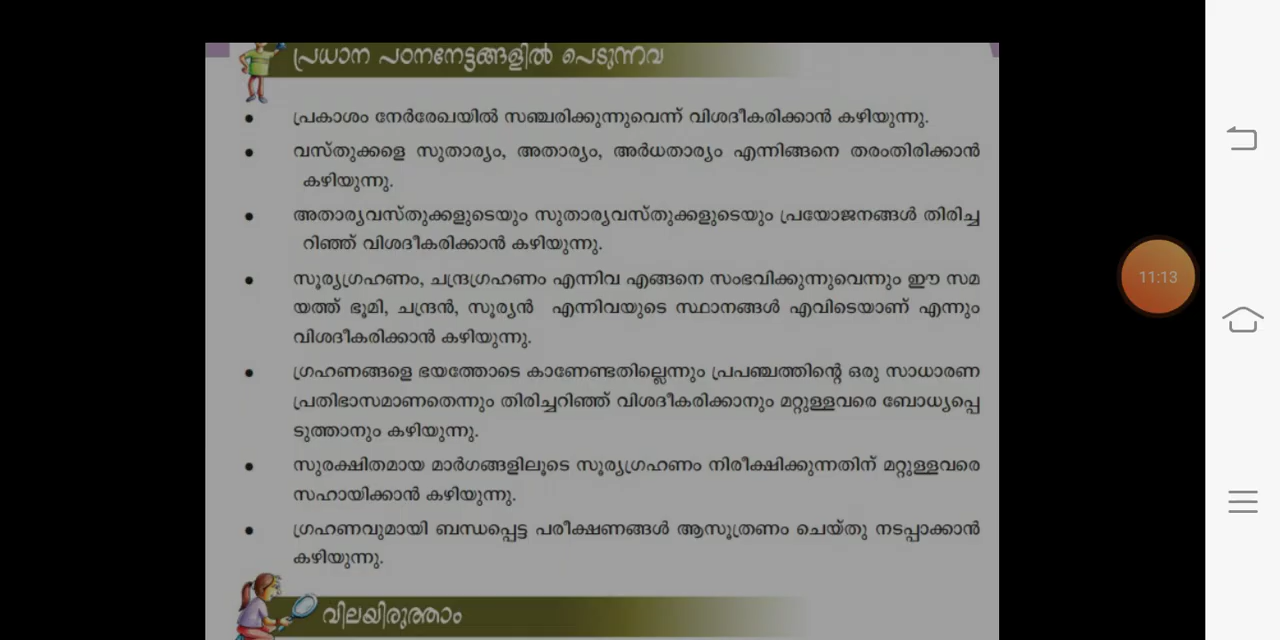 പ്രധാന പഠനനേട്ടങ്ങളിൽ പെടുന്നവ
• പ്രകാശം നേർരേഖയിൽ സഞ്ചരിക്കുന്നുവെന്ന് വിശദീകരിക്കാൻ കഴിയുന്നു.
• വസ്തുക്കളെ സുതാര്യം, അതാര്യം, അർധതാര്യം എന്നിങ്ങനെ തരംതിരിക്കാൻ
കഴിയുന്നു.
• അതാര്യവസ്തുക്കളുടെയും സുതാര്യവസ്തുക്കളുടെയും പ്രയോജനങ്ങൾ തിരിച്ച
റിഞ്ഞ് വിശദീകരിക്കാൻ കഴിയുന്നു.
• സൂര്യഗ്രഹണം, ചന്ദ്രഗ്രഹണം എന്നിവ എങ്ങനെ സംഭവിക്കുന്നുവെന്നും ഈ സമ
യത്ത് ഭൂമി, ചന്ദ്രൻ, സൂര്യൻ എന്നിവയുടെ സ്ഥാനങ്ങൾ എവിടെയാണ് എന്നും
വിശദീകരിക്കാൻ കഴിയുന്നു.
• ഗ്രഹണങ്ങളെ ഭയത്തോടെ കാണേണ്ടതില്ലെന്നും പ്രപഞ്ചത്തിന്റെ ഒരു സാധാരണ
പ്രതിഭാസമാണതെന്നും തിരിച്ചറിഞ്ഞ് വിശദീകരിക്കാനും മറ്റുള്ളവരെ ബോധ്യപ്പെ
ടുത്താനും കഴിയുന്നു.
• സുരക്ഷിതമായ മാർഗങ്ങളിലൂടെ സൂര്യഗ്രഹണം നിരീക്ഷിക്കുന്നതിന് മറ്റുള്ളവരെ
സഹായിക്കാൻ കഴിയുന്നു.
• ഗ്രഹണവുമായി ബന്ധപ്പെട്ട പരീക്ഷണങ്ങൾ ആസൂത്രണം ചെയ്തു നടപ്പാക്കാൻ
കഴിയുന്നു.
വിലയിരുത്താം
11:13